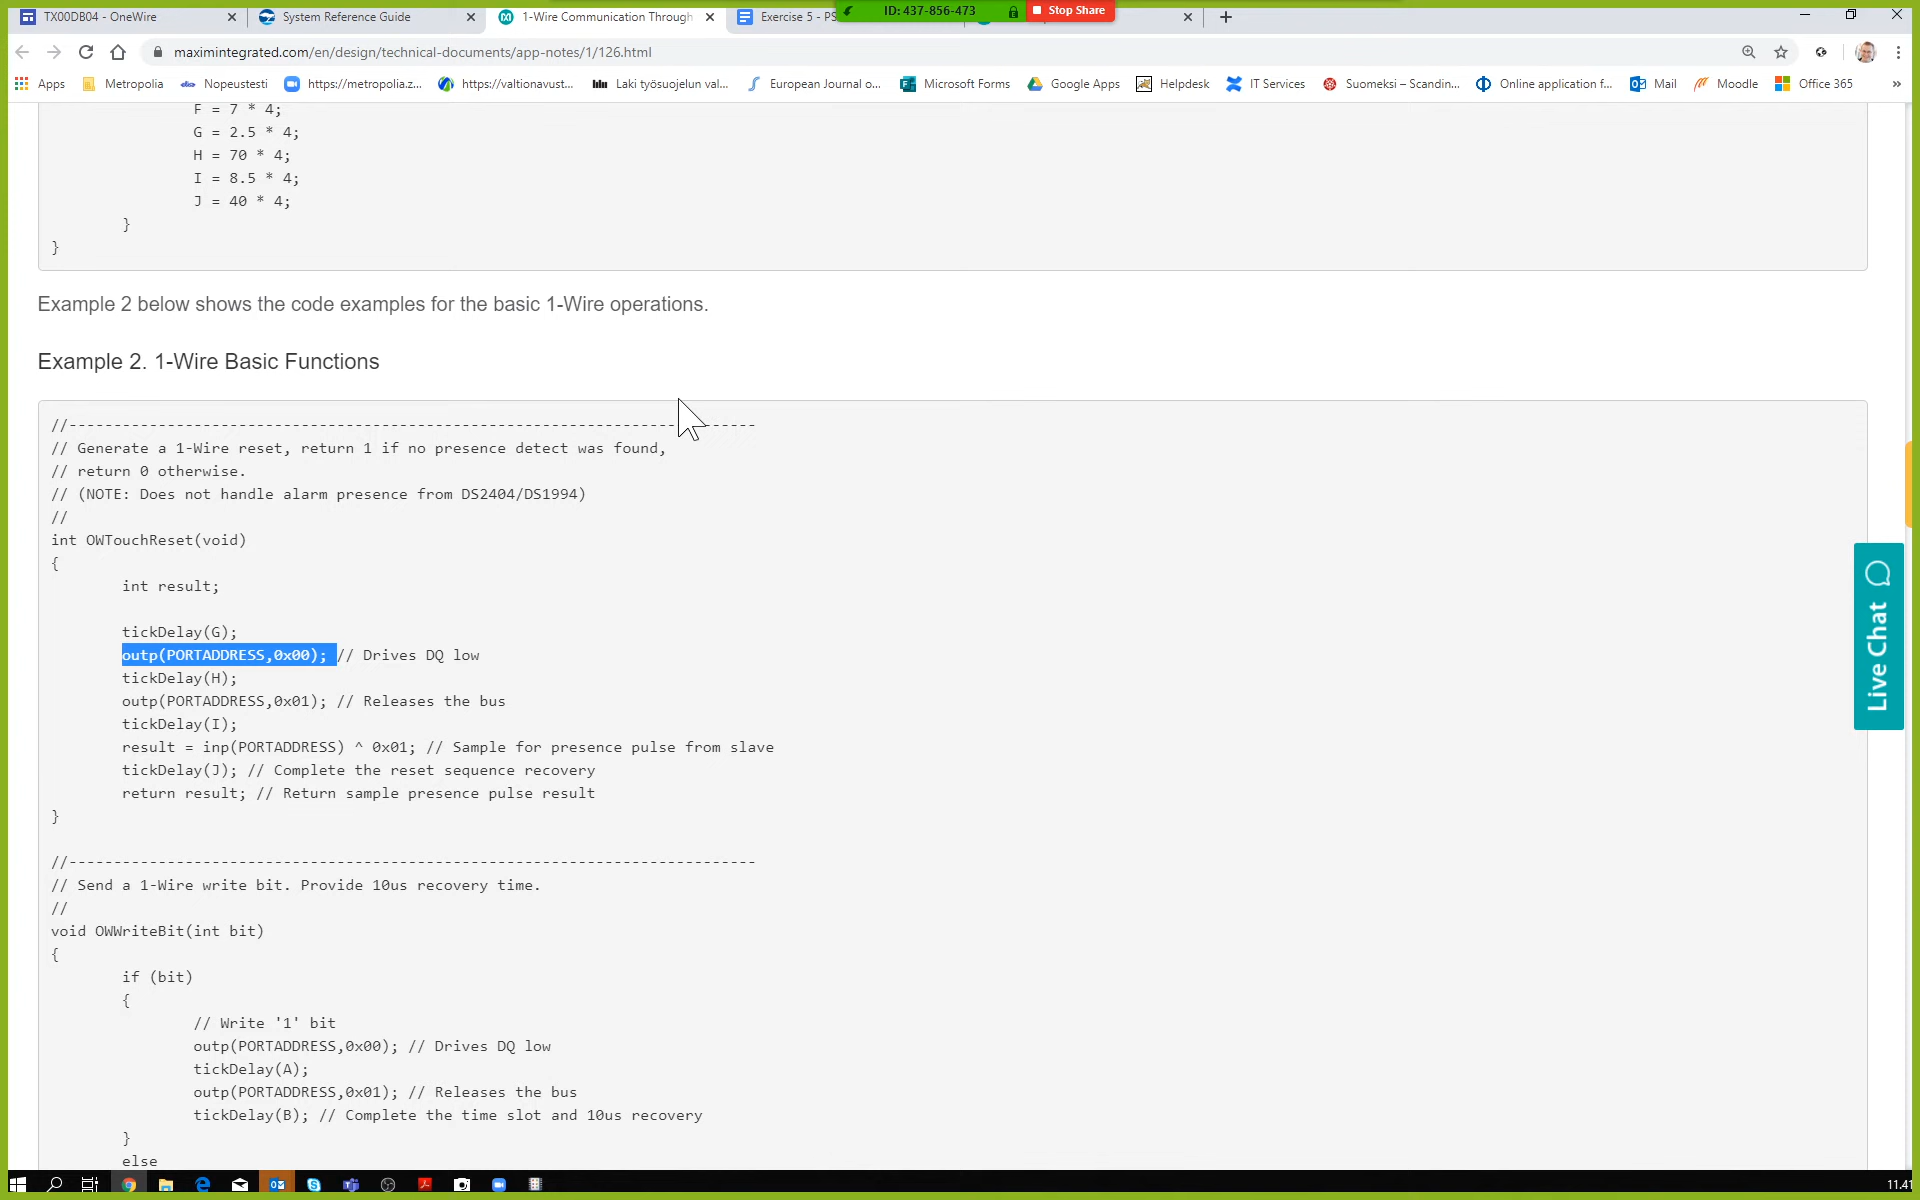 TX00DB04 - OneWire
System Reference Guide
1-Wire Communication Through
Exercise 5 - PS
ID: 437-856-473
Stop Share
maximintegrated.com/en/design/technical-documents/app-notes/1/126.html
Apps
Metropolia
Nopeustesti
https://metropolia.z...
https://valtionavust...
Laki työsuojelun val...
European Journal o...
Microsoft Forms
Google Apps
Helpdesk
IT Services
Suomeksi – Scandin...
Online application f...
Mail
Moodle
Office 365
»
F = 7 * 4;
G = 2.5 * 4;
H = 70 * 4;
I = 8.5 * 4;
J = 40 * 4;
}
}
Example 2 below shows the code examples for the basic 1-Wire operations.
Example 2. 1-Wire Basic Functions
//-----------------------------------------------------------------------------
// Generate a 1-Wire reset, return 1 if no presence detect was found,
// return 0 otherwise.
// (NOTE: Does not handle alarm presence from DS2404/DS1994)
//
int OWTouchReset(void)
{
int result;
tickDelay(G);
outp(PORTADDRESS,0x00); // Drives DQ low
tickDelay(H);
outp(PORTADDRESS,0x01); // Releases the bus
tickDelay(I);
result = inp(PORTADDRESS) ^ 0x01; // Sample for presence pulse from slave
tickDelay(J); // Complete the reset sequence recovery
return result; // Return sample presence pulse result
}
//-----------------------------------------------------------------------------
// Send a 1-Wire write bit. Provide 10us recovery time.
//
void OWWriteBit(int bit)
{
if (bit)
{
// Write '1' bit
outp(PORTADDRESS,0x00); // Drives DQ low
tickDelay(A);
outp(PORTADDRESS,0x01); // Releases the bus
tickDelay(B); // Complete the time slot and 10us recovery
}
else
Live Chat
11.41